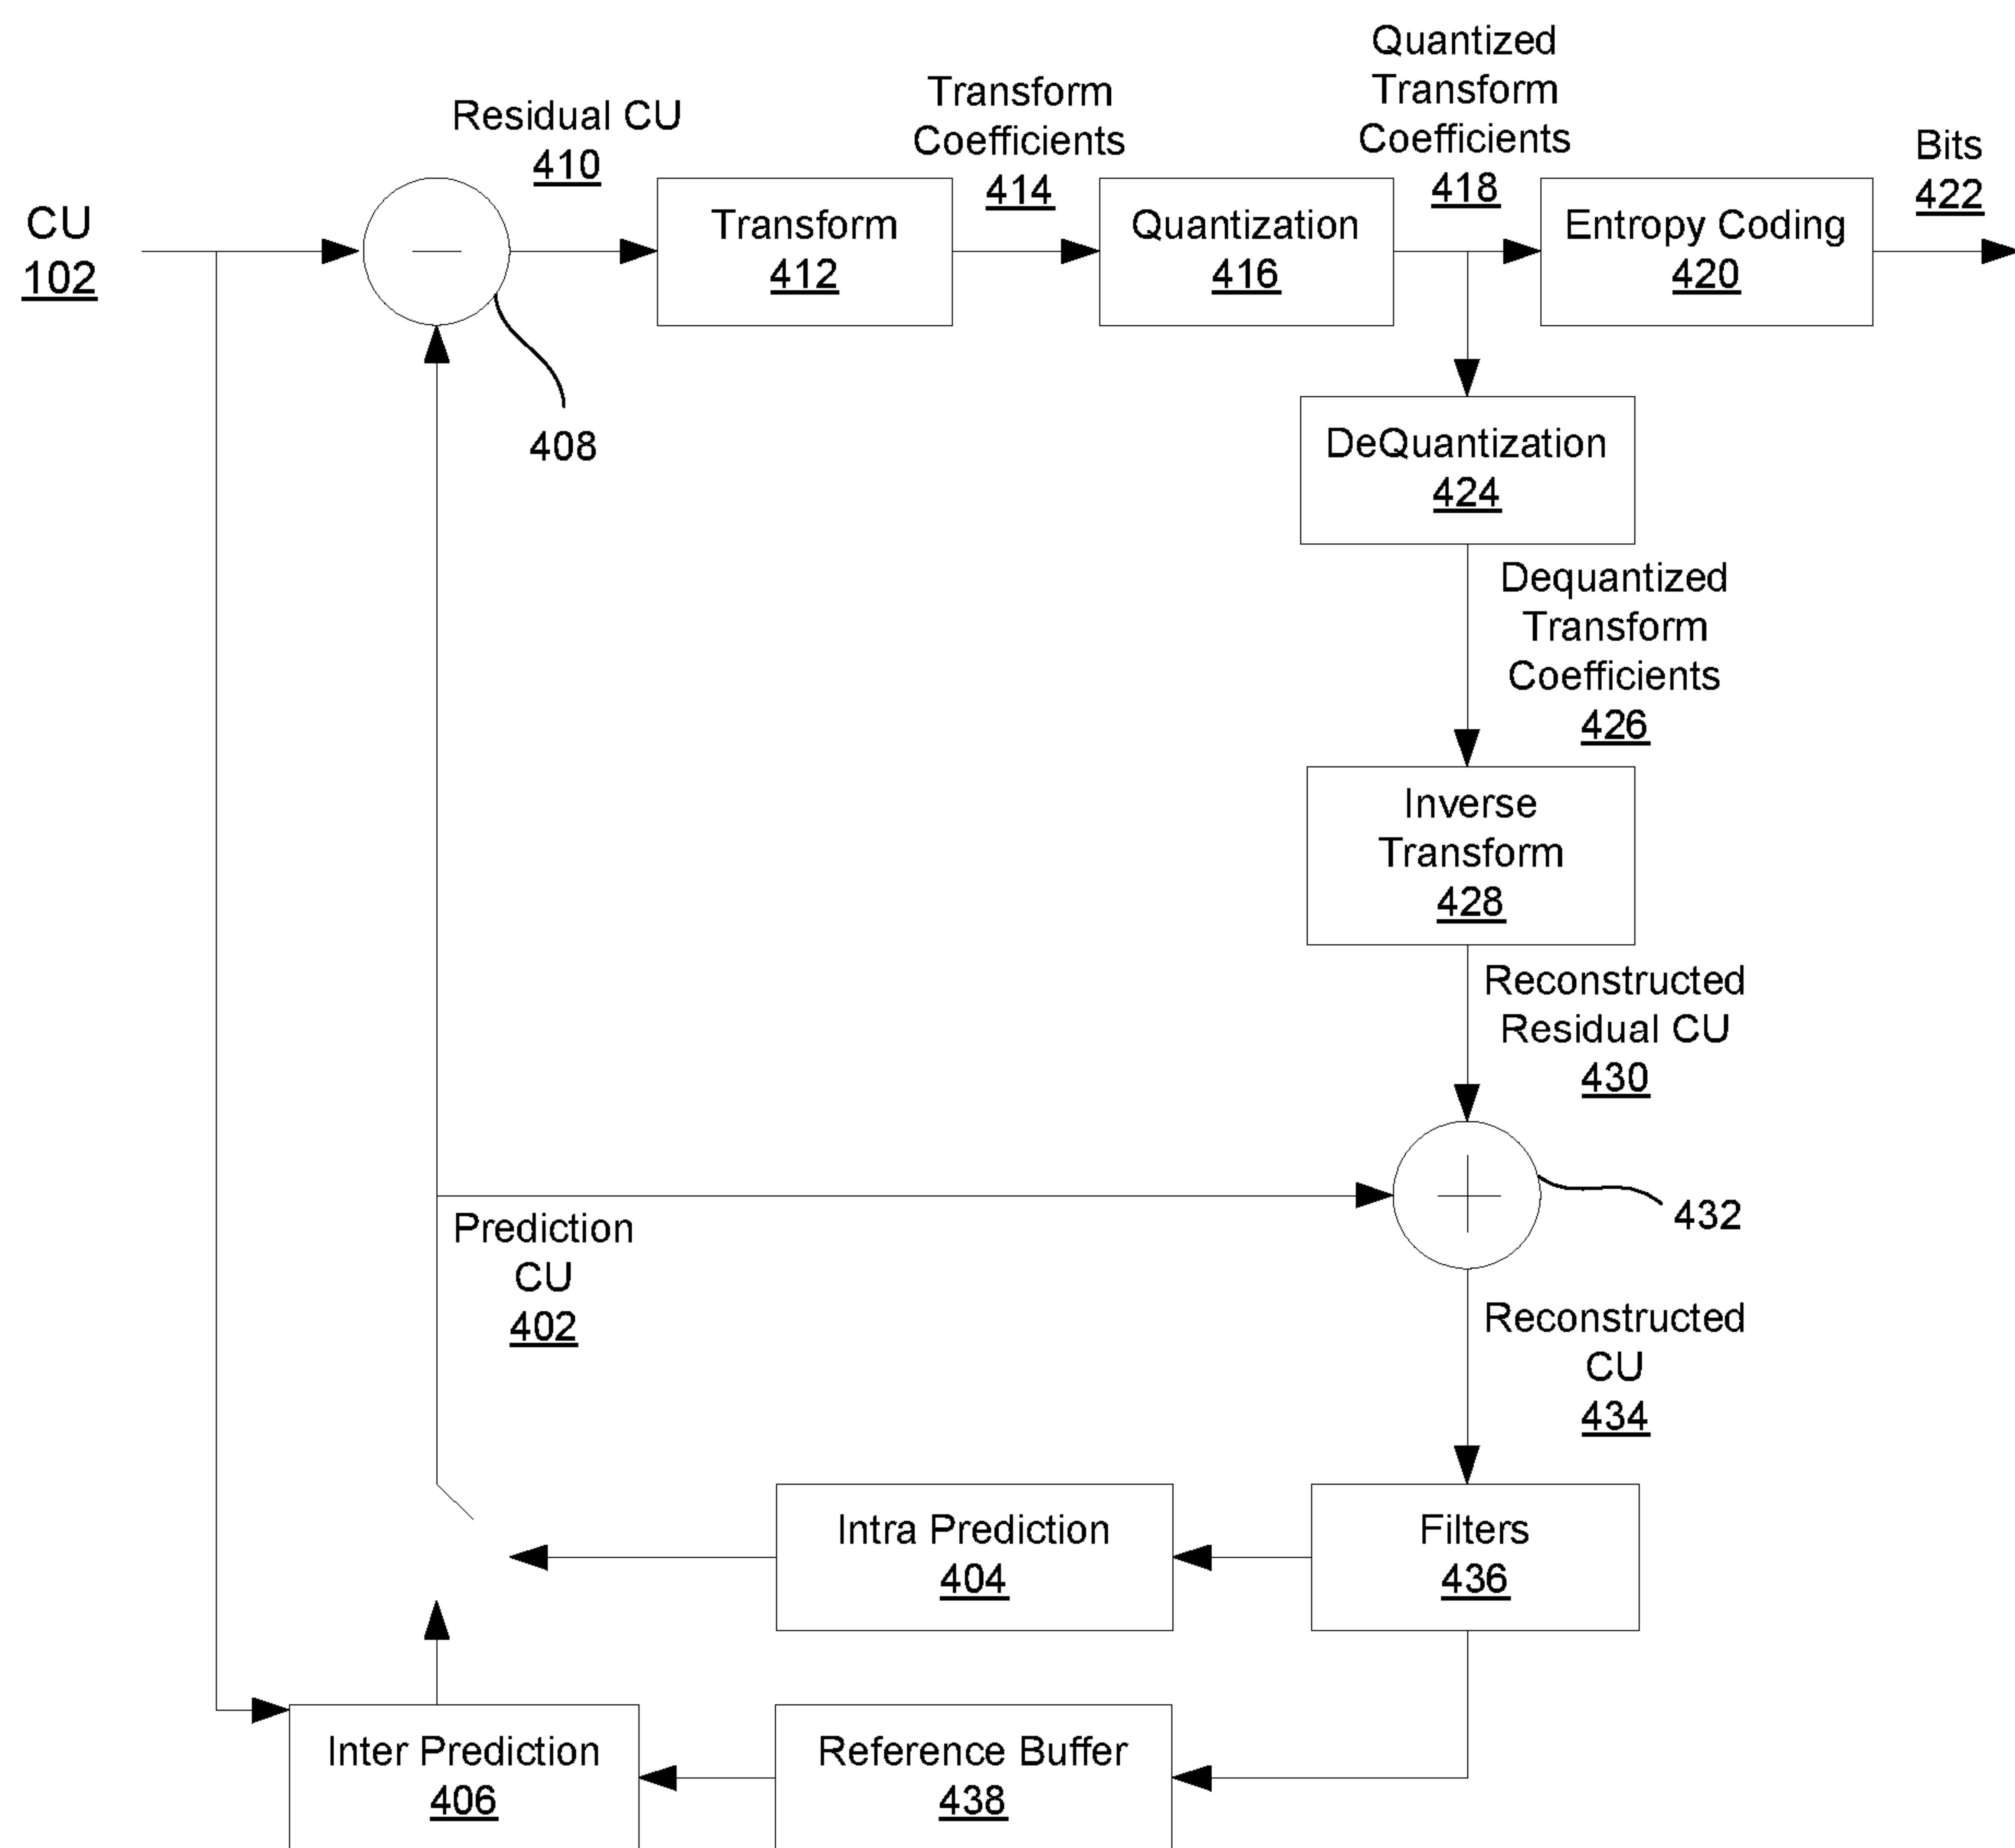 CU
102
Residual CU
410
Transform
412
Transform
Coefficients
414
Quantization
416
Quantized
Transform
Coefficients
418
Entropy Coding
420
Bits
422
408
DeQuantization
424
Dequantized
Transform
Coefficients
426
Inverse
Transform
428
Reconstructed
Residual CU
430
432
Prediction
CU
402
Reconstructed
CU
434
Intra Prediction
404
Filters
436
Inter Prediction
406
Reference Buffer
438